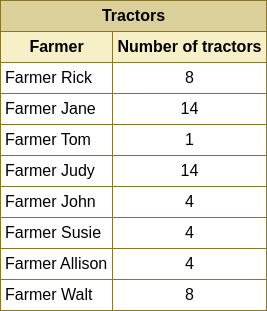 Tractors
Farmer Number of tractors
Farmer Rick 8
Farmer Jane 14
Farmer Tom 1
Farmer Judy 14
Farmer John 4
Farmer Susie 4
Farmer Allison 4
Farmer Walt 8